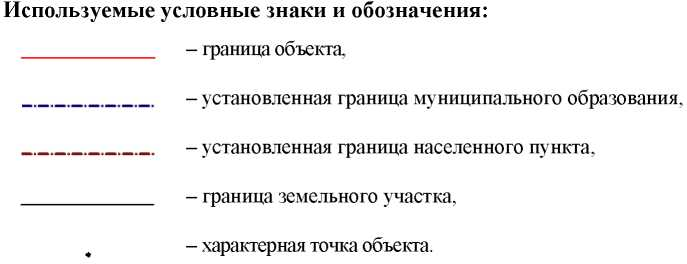 Используемые условные знаки и обозначения:
– граница объекта,
– установленная граница муниципального образования,
– установленная граница населенного пункта,
– граница земельного участка,
– характерная точка объекта.